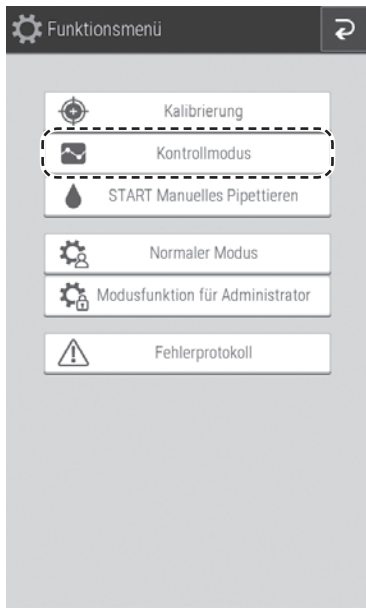 Funktionsmenü
Kalibrierung
Kontrollmodus
START Manuelles Pipettieren
Normaler Modus
Modusfunktion für Administrator
Fehlerprotokoll